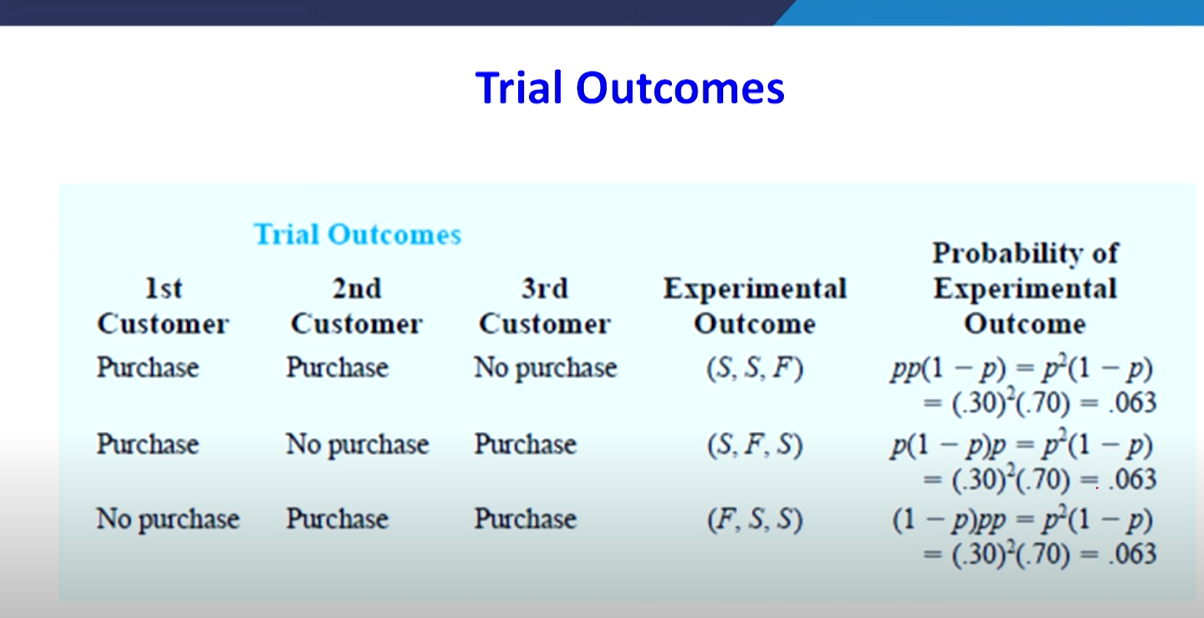 Trial Outcomes
Trial Outcomes
Probability of
1st 2nd 3rd Experimental Experimental
Customer Customer Customer Outcome Outcome
Purchase Purchase No purchase (S, S, F) pp(1 − p) = p²(1 − p)
= (.30)²(.70) = .063
Purchase No purchase Purchase (S, F, S) p(1 − p)p = p²(1 − p)
= (.30)²(.70) = .063
No purchase Purchase Purchase (F, S, S) (1 − p)pp = p²(1 − p)
= (.30)²(.70) = .063